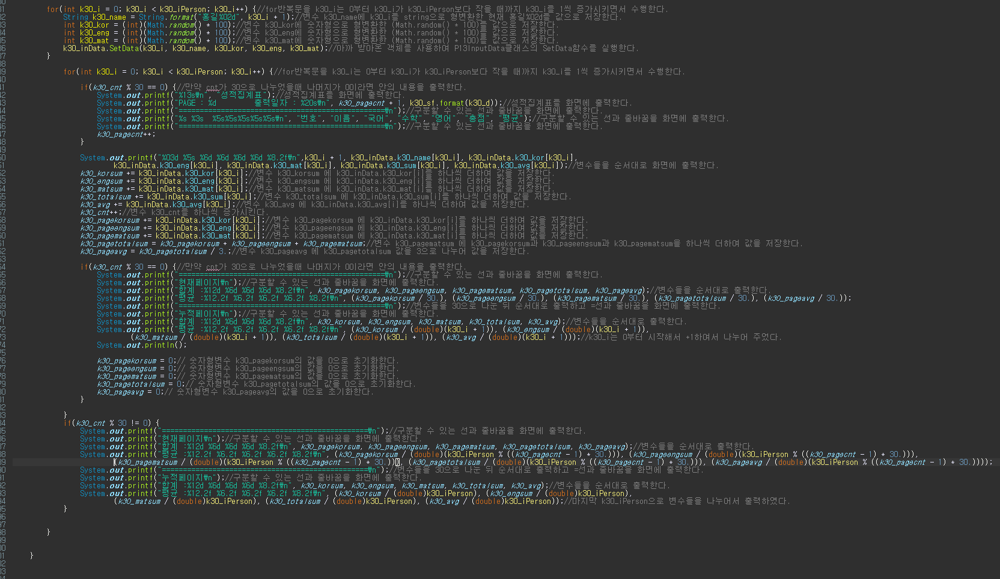 for(int k30_i = 0; k30_i < k30_iPerson; k30_i++) {//for반복문을 k30_i는 0부터 k30_i가 k30_iPerson보다 작을 때까지 k30_i를 1씩 증가시키면서 수행한다.
String k30_name = String.format("홍길%02d", k30_i + 1);//변수 k30_name에 k30_i를 string으로 형변환한 현재 홍길%02d를 값으로 저장한다.
int k30_kor = (int)(Math.random() * 100);//변수 k30_kor에 숫자형으로 형변환한 (Math.random() * 100)를 값으로 저장한다.
int k30_eng = (int)(Math.random() * 100);//변수 k30_eng에 숫자형으로 형변환한 (Math.random() * 100)를 값으로 저장한다.
int k30_mat = (int)(Math.random() * 100);//변수 k30_mat에 숫자형으로 형변환한 (Math.random() * 100)를 값으로 저장한다.
k30_inData.SetData(k30_i, k30_name, k30_kor, k30_eng, k30_mat);//아까 받아온 객체를 사용하여 P13InputData클래스의 SetData함수를 실행한다.
}
for(int k30_i = 0; k30_i < k30_iPerson; k30_i++) {//for반복문을 k30_i는 0부터 k30_i가 k30_iPerson보다 작을 때까지 k30_i를 1씩 증가시키면서 수행한다.
if(k30_cnt % 30 == 0) {//만약 cnt가 30으로 나누었을때 나머지가 0이라면 안의 내용을 출력한다.
System.out.printf("%13s\n", "성적집계표");//성적집계표를 화면에 출력한다.
System.out.printf("PAGE : %d         출력일자 : %20s\n", k30_pagecnt + 1, k30_sf.format(k30_d));//성적집계표를 화면에 출력한다.
System.out.printf("=================================================\n");//구분할 수 있는 선과 줄바꿈을 화면에 출력한다.
System.out.printf("%s %3s  %5s%5s%5s%5s%5s\n", "번호", "이름", "국어", "수학", "영어", "총점", "평균");//구분할 수 있는 선과 줄바꿈을 화면에 출력한다.
System.out.printf("=================================================\n");//구분할 수 있는 선과 줄바꿈을 화면에 출력한다.
k30_pagecnt++;
}
System.out.printf("%03d %5s %6d %6d %6d %6d %8.2f\n",k30_i + 1, k30_inData.k30_name[k30_i], k30_inData.k30_kor[k30_i],
k30_inData.k30_eng[k30_i], k30_inData.k30_mat[k30_i], k30_inData.k30_sum[k30_i], k30_inData.k30_avg[k30_i]);//변수들을 순서대로 화면에 출력한다.
k30_korsum += k30_inData.k30_kor[k30_i];//변수 k30_korsum 에 k30_inData.k30_kor[i]를 하나씩 더하여 값을 저장한다.
k30_engsum += k30_inData.k30_eng[k30_i];//변수 k30_engsum 에 k30_inData.k30_eng[i]를 하나씩 더하여 값을 저장한다.
k30_matsum += k30_inData.k30_mat[k30_i];//변수 k30_matsum 에 k30_inData.k30_mat[i]를 하나씩 더하여 값을 저장한다.
k30_totalsum += k30_inData.k30_sum[k30_i];//변수 k30_totalsum 에 k30_inData.k30_sum[i]를 하나씩 더하여 값을 저장한다.
k30_avg += k30_inData.k30_avg[k30_i];//변수 k30_avg 에 k30_inData.k30_avg[i]를 하나씩 더하여 값을 저장한다.
k30_cnt++;//변수 k30_cnt를 하나씩 증가시킨다.
k30_pagekorsum += k30_inData.k30_kor[k30_i];//변수 k30_pagekorsum 에 k30_inData.k30_kor[i]를 하나씩 더하여 값을 저장한다.
k30_pageengsum += k30_inData.k30_eng[k30_i];//변수 k30_pageengsum 에 k30_inData.k30_eng[i]를 하나씩 더하여 값을 저장한다.
k30_pagematsum += k30_inData.k30_mat[k30_i];//변수 k30_pagematsum 에 k30_inData.k30_mat[i]를 하나씩 더하여 값을 저장한다.
k30_pagetotalsum = k30_pagekorsum + k30_pageengsum + k30_pagematsum;//변수 k30_pagematsum 에 k30_pagekorsum과 k30_pageengsum과 k30_pagematsum을 하나씩 더하여 값을 저장한다.
k30_pageavg = k30_pagetotalsum / 3.;//변수 k30_pageavg 에 k30_pagetotalsum 값을 3으로 나누어 값을 저장한다.
if(k30_cnt % 30 == 0) {//만약 cnt가 30으로 나누었을때 나머지가 0이라면 안의 내용을 출력한다.
System.out.printf("=================================================\n");//구분할 수 있는 선과 줄바꿈을 화면에 출력한다.
System.out.printf("현재페이지\n");//구분할 수 있는 선과 줄바꿈을 화면에 출력한다.
System.out.printf("합계 :%12d %6d %6d %6d %8.2f\n", k30_pagekorsum, k30_pageengsum, k30_pagematsum, k30_pagetotalsum, k30_pageavg);//변수들을 순서대로 출력한다.
System.out.printf("평균 :%12.2f %6.2f %6.2f %6.2f %8.2f\n", (k30_pagekorsum / 30.), (k30_pageengsum / 30.), (k30_pagematsum / 30.), (k30_pagetotalsum / 30.), (k30_pageavg / 30.));
System.out.printf("=================================================\n");//변수들을 30으로 나눈 뒤 순서대로 출력하고 =선과 줄바꿈을 화면에 출력한다.
System.out.printf("누적페이지\n");//구분할 수 있는 선과 줄바꿈을 화면에 출력한다.
System.out.printf("합계 :%12d %6d %6d %6d %8.2f\n", k30_korsum, k30_engsum, k30_matsum, k30_totalsum, k30_avg);//변수들을 순서대로 출력한다.
System.out.printf("평균 :%12.2f %6.2f %6.2f %6.2f %8.2f\n", (k30_korsum / (double)(k30_i + 1)), (k30_engsum / (double)(k30_i + 1)),
(k30_matsum / (double)(k30_i + 1)), (k30_totalsum / (double)(k30_i + 1)), (k30_avg / (double)(k30_i + 1)));//k30_i는 0부터 시작해서 +1하여서 나누어 주었다.
System.out.println();
k30_pagekorsum = 0;// 숫자형변수 k30_pagekorsum의 값을 0으로 초기화한다.
k30_pageengsum = 0;// 숫자형변수 k30_pageengsum의 값을 0으로 초기화한다.
k30_pagematsum = 0;// 숫자형변수 k30_pagematsum의 값을 0으로 초기화한다.
k30_pagetotalsum = 0;// 숫자형변수 k30_pagetotalsum의 값을 0으로 초기화한다.
k30_pageavg = 0;// 숫자형변수 k30_pageavg의 값을 0으로 초기화한다.
}
}
if(k30_cnt % 30 != 0) {
System.out.printf("=================================================\n");//구분할 수 있는 선과 줄바꿈을 화면에 출력한다.
System.out.printf("현재페이지\n");//구분할 수 있는 선과 줄바꿈을 화면에 출력한다.
System.out.printf("합계 :%12d %6d %6d %6d %8.2f\n", k30_pagekorsum, k30_pageengsum, k30_pagematsum, k30_pagetotalsum, k30_pageavg);//변수들을 순서대로 출력한다.
System.out.printf("평균 :%12.2f %6.2f %6.2f %6.2f %8.2f\n", (k30_pagekorsum / (double)(k30_iPerson % ((k30_pagecnt - 1) * 30.))), (k30_pageengsum / (double)(k30_iPerson % ((k30_pagecnt - 1) * 30.))),
(k30_pagematsum / (double)(k30_iPerson % ((k30_pagecnt - 1) * 30.))), (k30_pagetotalsum / (double)(k30_iPerson % ((k30_pagecnt - 1) * 30.))), (k30_pageavg / (double)(k30_iPerson % ((k30_pagecnt - 1) * 30.))));
System.out.printf("=================================================\n");//변수들을 30으로 나눈 뒤 순서대로 출력하고 =선과 줄바꿈을 화면에 출력한다.
System.out.printf("누적페이지\n");//구분할 수 있는 선과 줄바꿈을 화면에 출력한다.
System.out.printf("합계 :%12d %6d %6d %6d %8.2f\n", k30_korsum, k30_engsum, k30_matsum, k30_totalsum, k30_avg);//변수들을 순서대로 출력한다.
System.out.printf("평균 :%12.2f %6.2f %6.2f %6.2f %8.2f\n", (k30_korsum / (double)k30_iPerson), (k30_engsum / (double)k30_iPerson),
(k30_matsum / (double)k30_iPerson), (k30_totalsum / (double)k30_iPerson), (k30_avg / (double)k30_iPerson));//마지막 k30_iPerson으로 변수들을 나누어서 출력하였다.
}
}
}